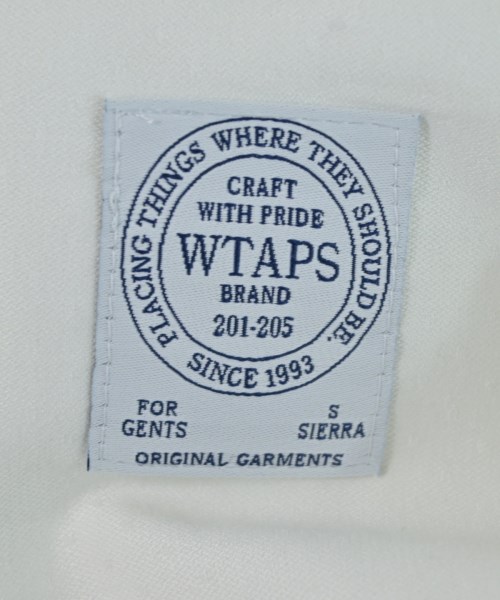 PLACING THINGS WHERE THEY SHOULD BE.
CRAFT
WITH PRIDE
WTAPS
BRAND
201-205
SINCE 1993
FOR
GENTS
S
SIERRA
ORIGINAL GARMENTS